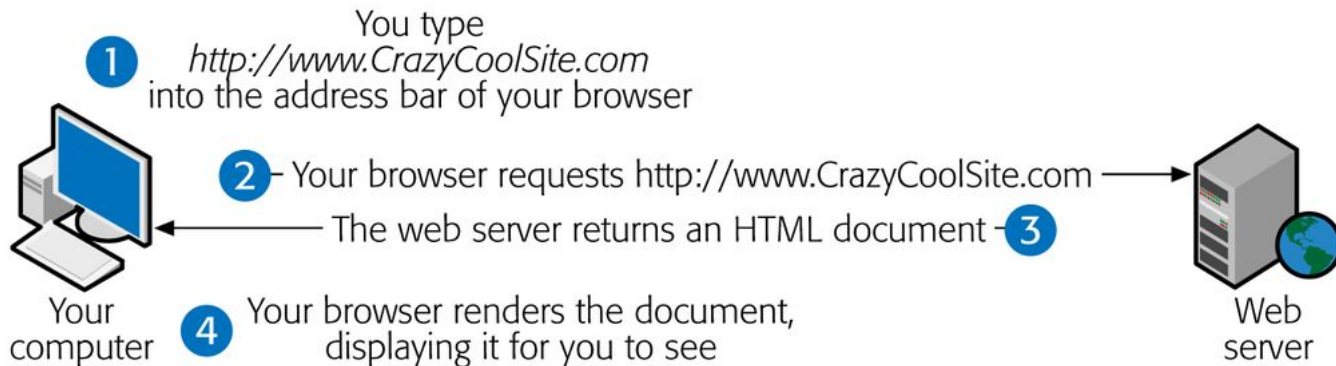 You type
1
http://www.CrazyCoolSite.com
into the address bar of your browser
2 Your browser requests http://www.CrazyCoolSite.com
The web server returns an HTML document 3
Your
computer
4
Your browser renders the document,
displaying it for you to see
Web
server